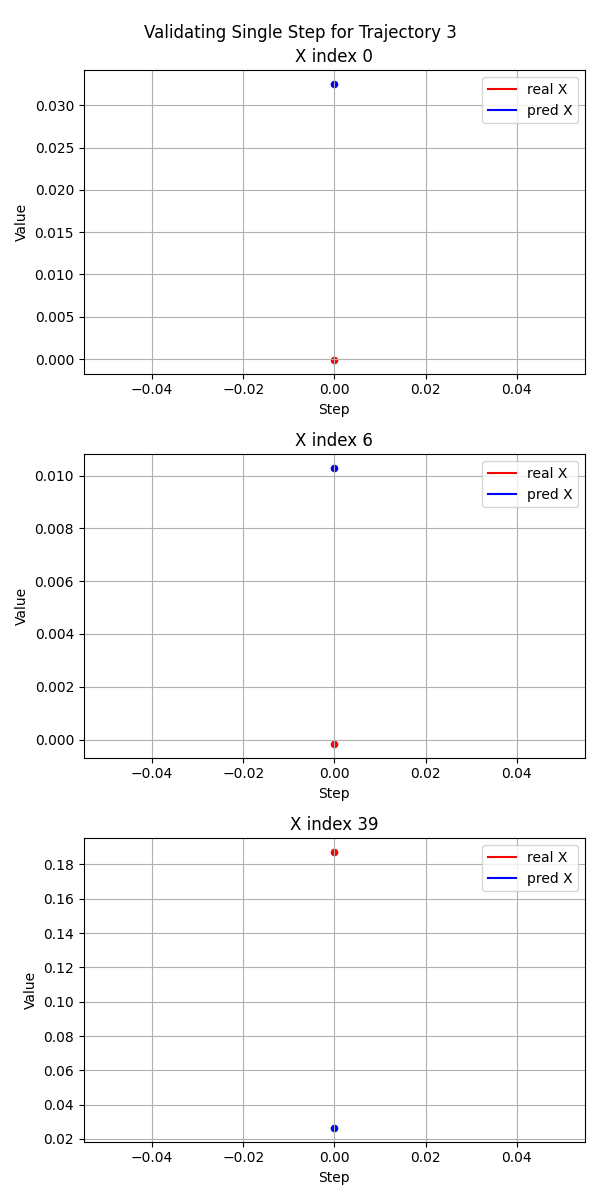 Validating Single Step for Trajectory 3
X index 0
real X
pred X
0.030
0.025
0.020
0.015
0.010
0.005
0.000
Value
−0.04 −0.02 0.00 0.02 0.04
Step
X index 6
real X
pred X
0.010
0.008
0.006
0.004
0.002
0.000
Value
−0.04 −0.02 0.00 0.02 0.04
Step
X index 39
real X
pred X
0.18
0.16
0.14
0.12
0.10
0.08
0.06
0.04
0.02
Value
−0.04 −0.02 0.00 0.02 0.04
Step